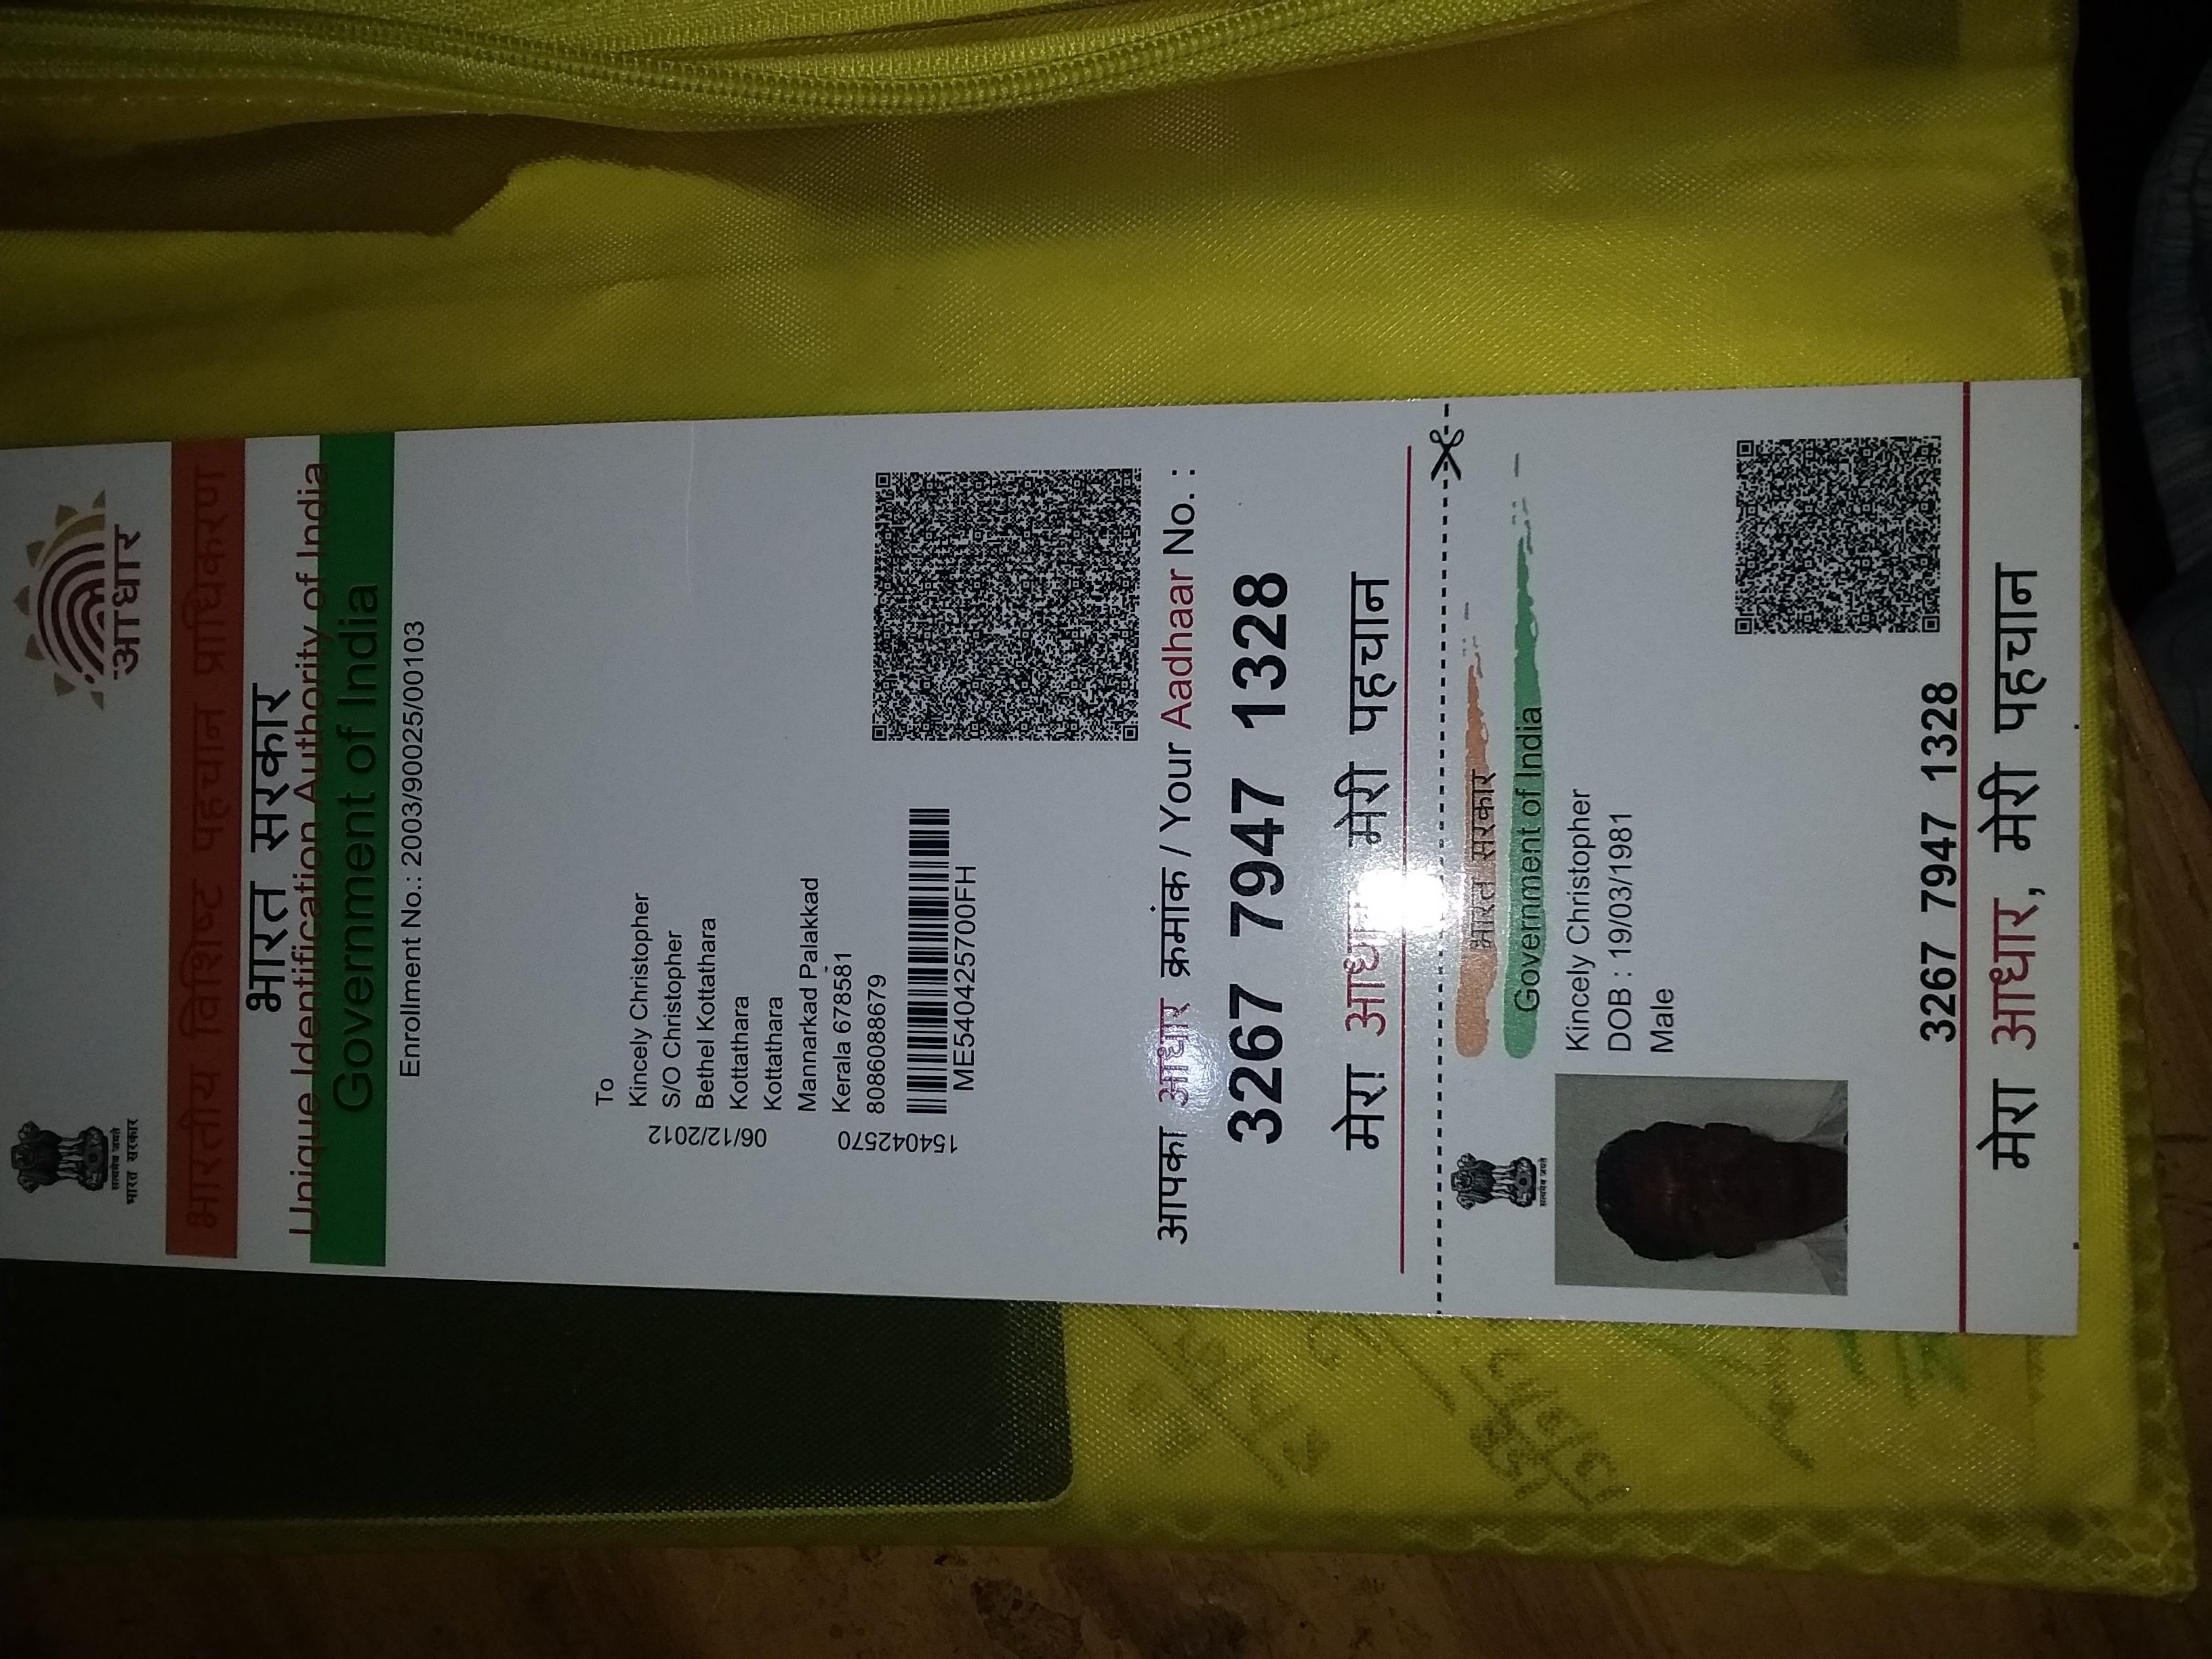 सत्यमेव जयते
भारत सरकार
आधार
भारतीय विशिष्ट पहचान प्राधिकरण
भारत सरकार
Unique Identification Authority of India
Government of India
Enrollment No.: 2003/90025/00103
To
Kincely Christopher
S/O Christopher
Bethel Kottathara
Kottathara
Kottathara
Mannarkad Palakkad
Kerala 678581
8086088679
06/12/2012
154042570
ME540425700FH
आपका आधार क्रमांक / Your Aadhaar No. :
3267 7947 1328
मेरा मेरी पहचान
सत्यमेव जयते
भारत सरकार
Government of India
Kincely Christopher
DOB : 19/03/1981
Male
3267 7947 1328
मेरा आधार, मेरी पहचान